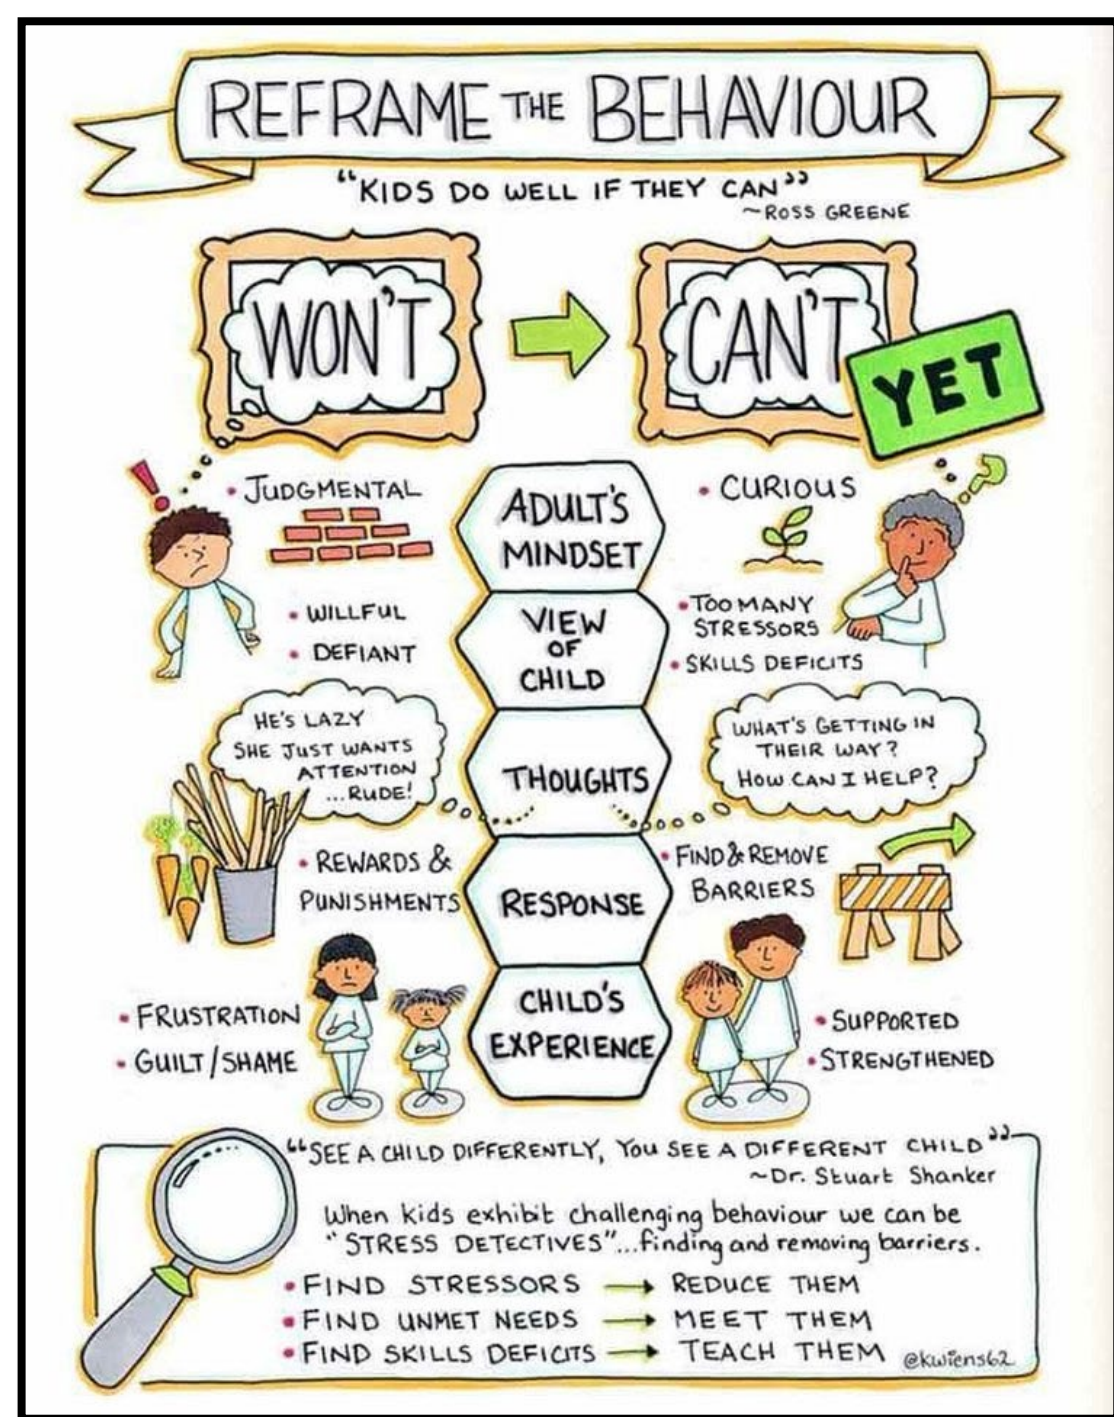 REFRAME THE BEHAVIOUR
"KIDS DO WELL IF THEY CAN"
~ROSS GREENE
WON'T
CAN'T
YET
• JUDGMENTAL
ADULT'S
MINDSET
• CURIOUS
• WILLFUL
• DEFIANT
VIEW
OF
CHILD
• TOO MANY
STRESSORS
• SKILLS DEFICITS
HE'S LAZY
SHE JUST WANTS
ATTENTION
...RUDE!
THOUGHTS
WHAT'S GETTING IN
THEIR WAY?
HOW CAN I HELP?
• REWARDS &
PUNISHMENTS
RESPONSE
• FIND & REMOVE
BARRIERS
• FRUSTRATION
• GUILT/SHAME
CHILD'S
EXPERIENCE
• SUPPORTED
• STRENGTHENED
"SEE A CHILD DIFFERENTLY, YOU SEE A DIFFERENT CHILD"
~Dr. Stuart Shanker
When kids exhibit challenging behaviour we can be
"STRESS DETECTIVES"...finding and removing barriers.
• FIND STRESSORS → REDUCE THEM
• FIND UNMET NEEDS → MEET THEM
• FIND SKILLS DEFICITS → TEACH THEM
@kwiens62